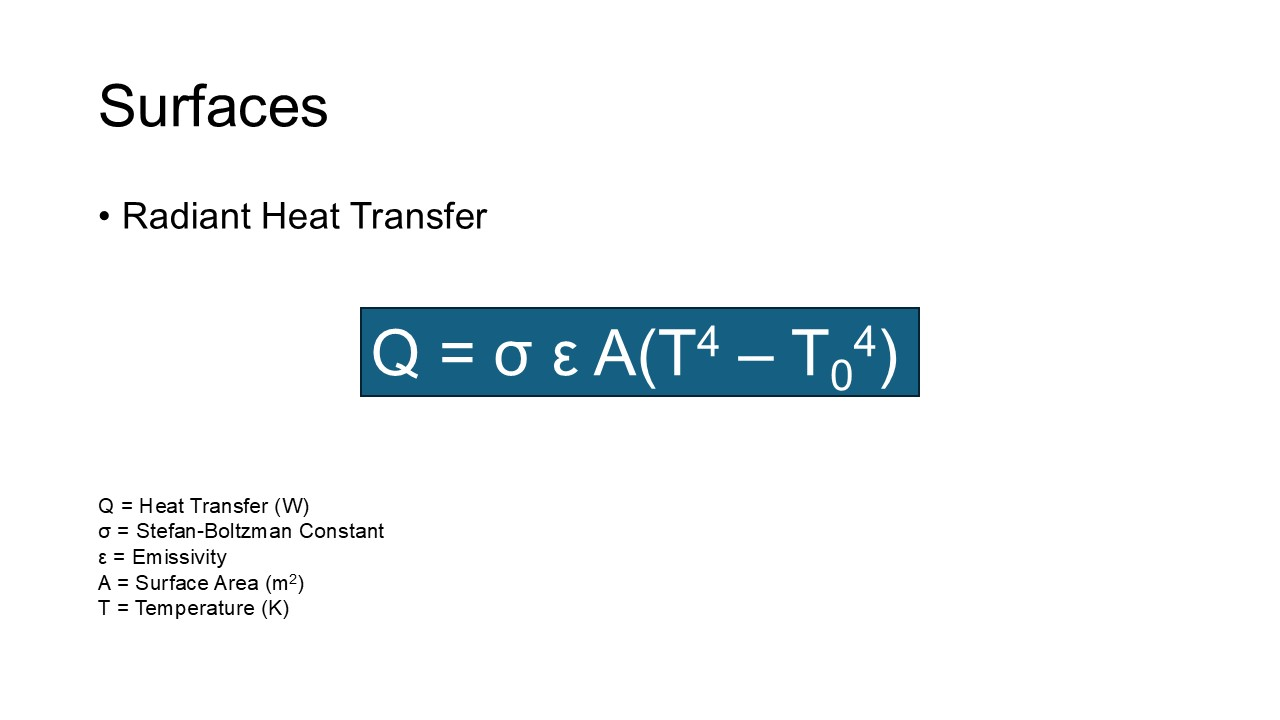 Surfaces
• Radiant Heat Transfer
Q = σ ε A(T⁴ – T₀⁴)
Q = Heat Transfer (W)
σ = Stefan-Boltzman Constant
ε = Emissivity
A = Surface Area (m²)
T = Temperature (K)